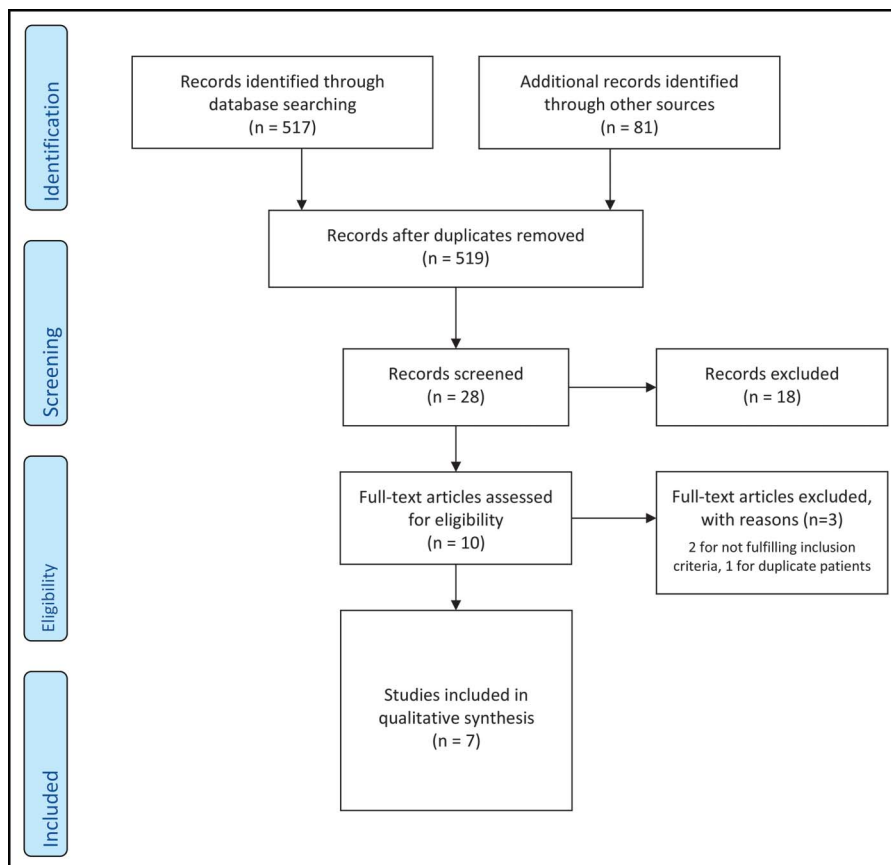 Identification
Records identified through
database searching
(n = 517)
Additional records identified
through other sources
(n = 81)
Screening
Records after duplicates removed
(n = 519)
Records screened
(n = 28)
Records excluded
(n = 18)
Eligibility
Full-text articles assessed
for eligibility
(n = 10)
Full-text articles excluded,
with reasons (n=3)
2 for not fulfilling inclusion
criteria, 1 for duplicate patients
Included
Studies included in
qualitative synthesis
(n = 7)